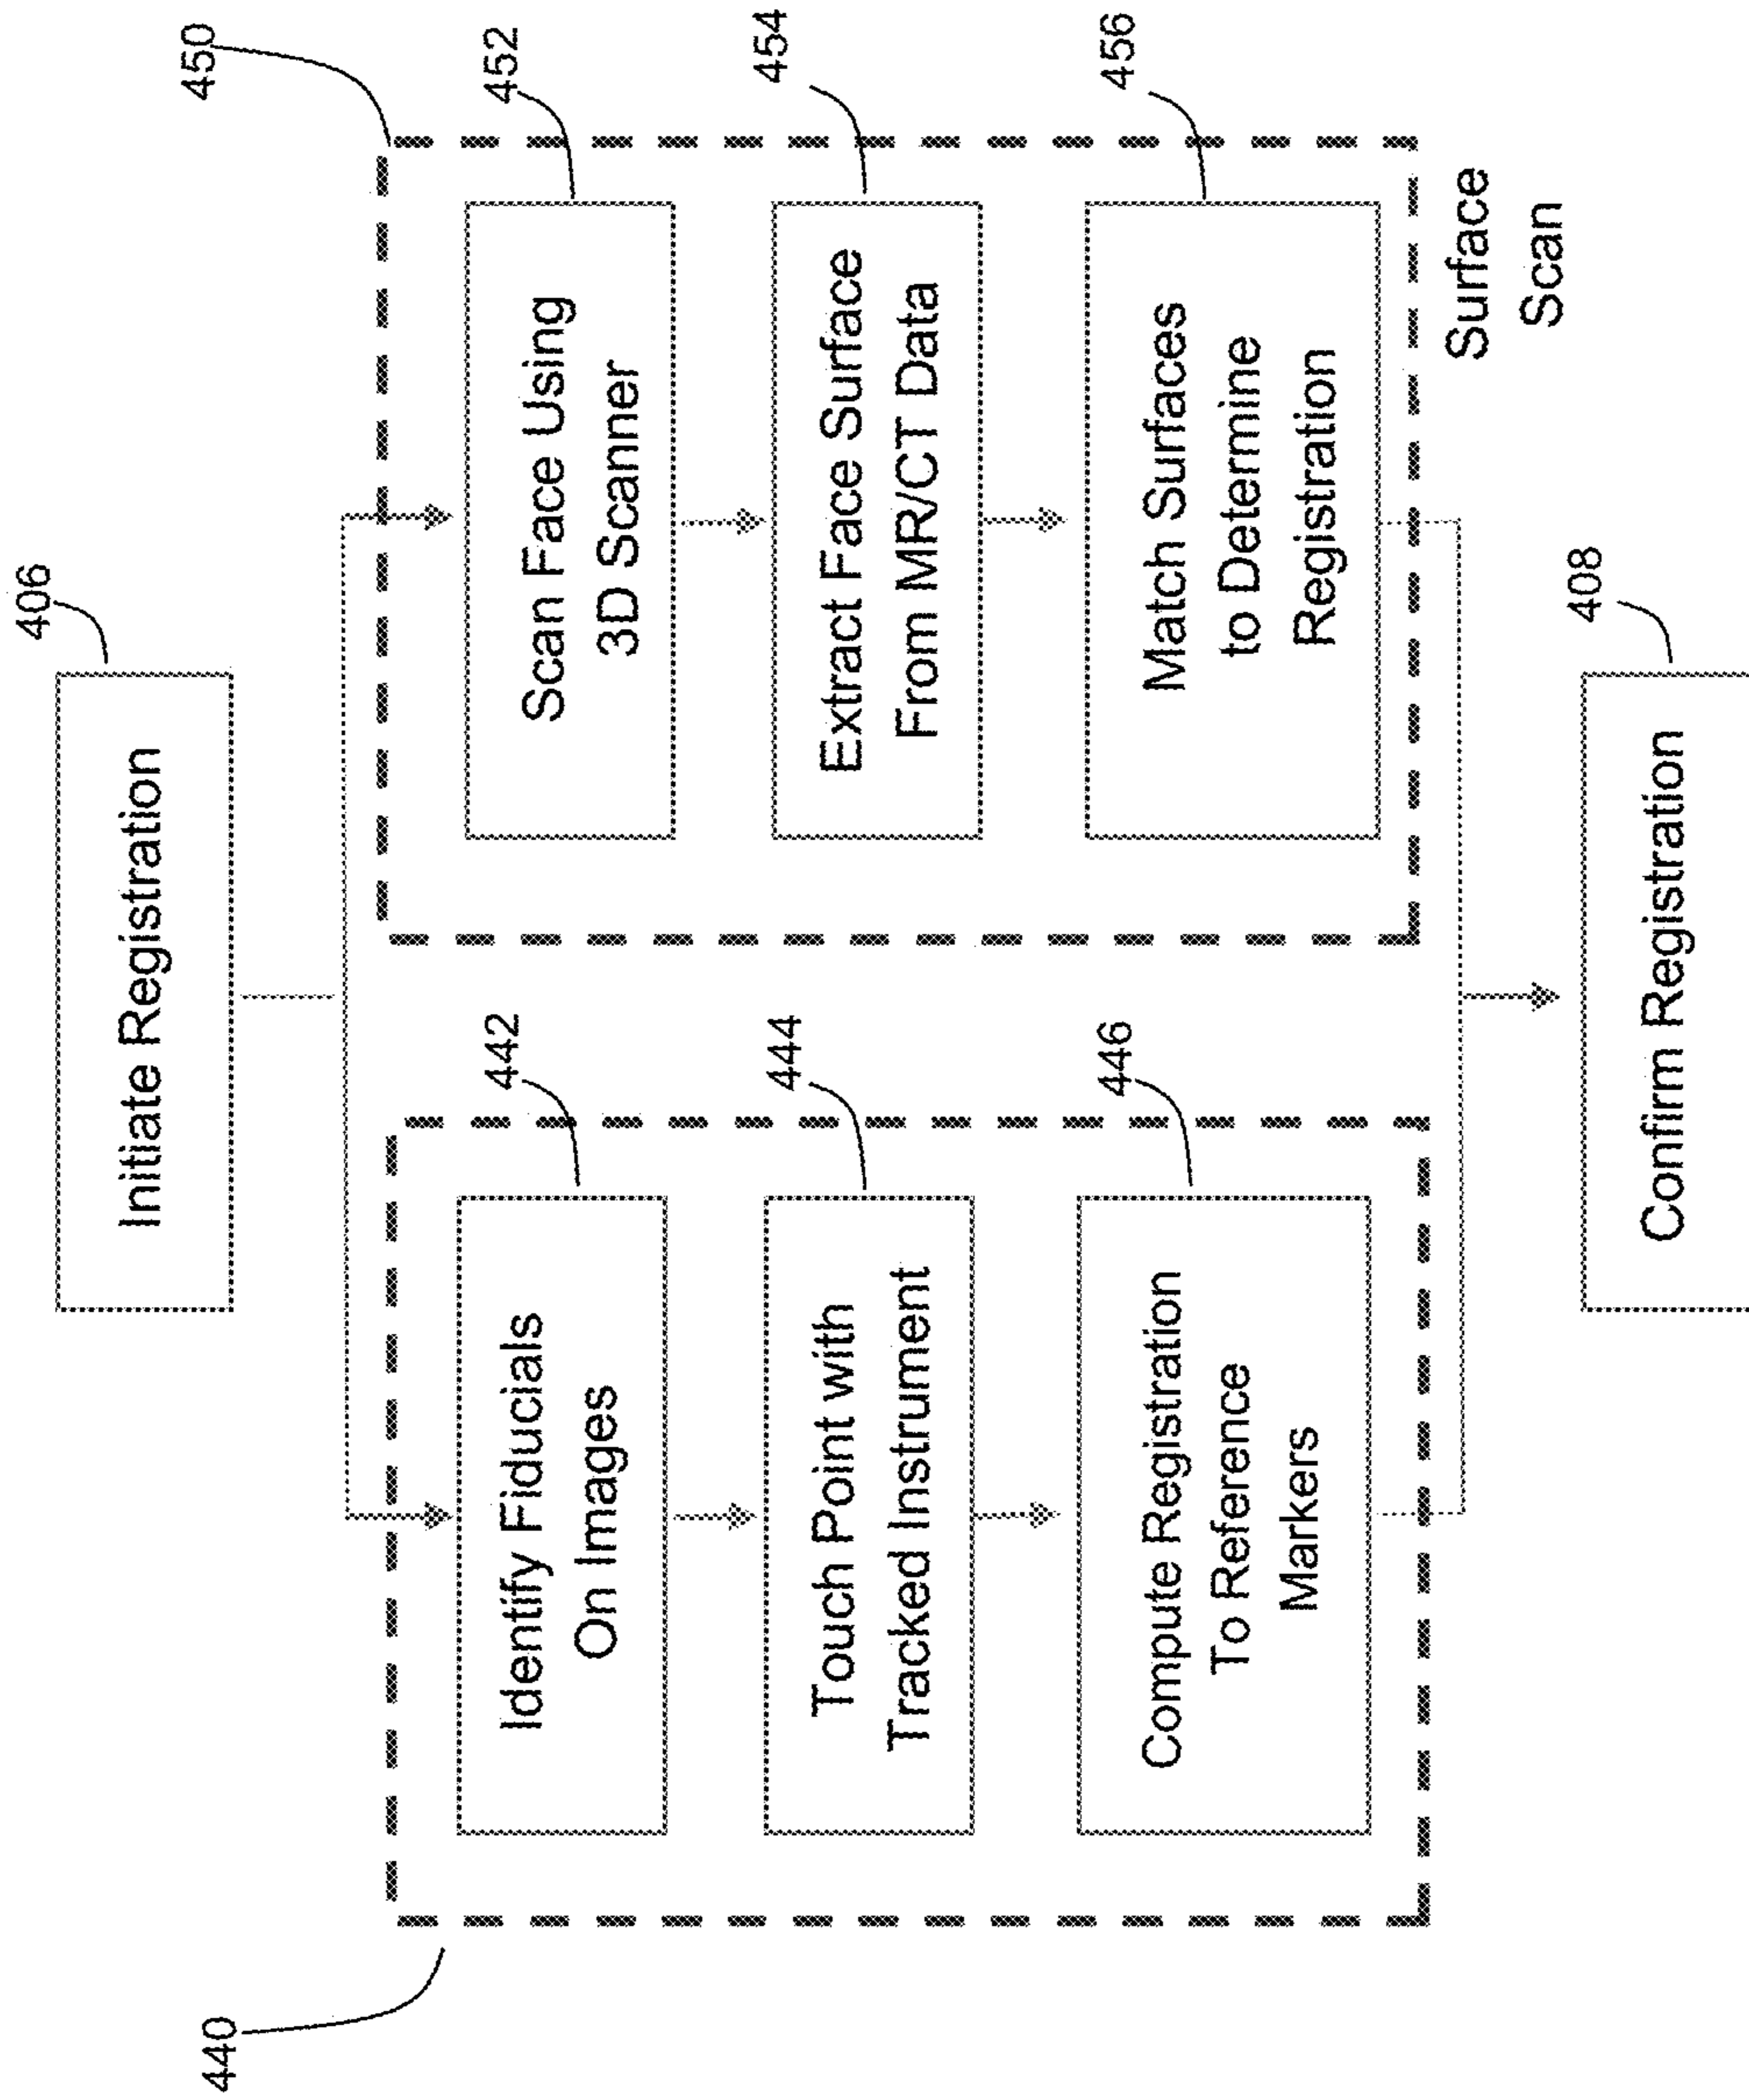 406
Initiate Registration
440
450
442
Identify Fiducials
On Images
444
Touch Point with
Tracked Instrument
446
Compute Registration
To Reference
Markers
452
Scan Face Using
3D Scanner
454
Extract Face Surface
From MR/CT Data
456
Match Surfaces
to Determine
Registration
Surface
Scan
408
Confirm Registration